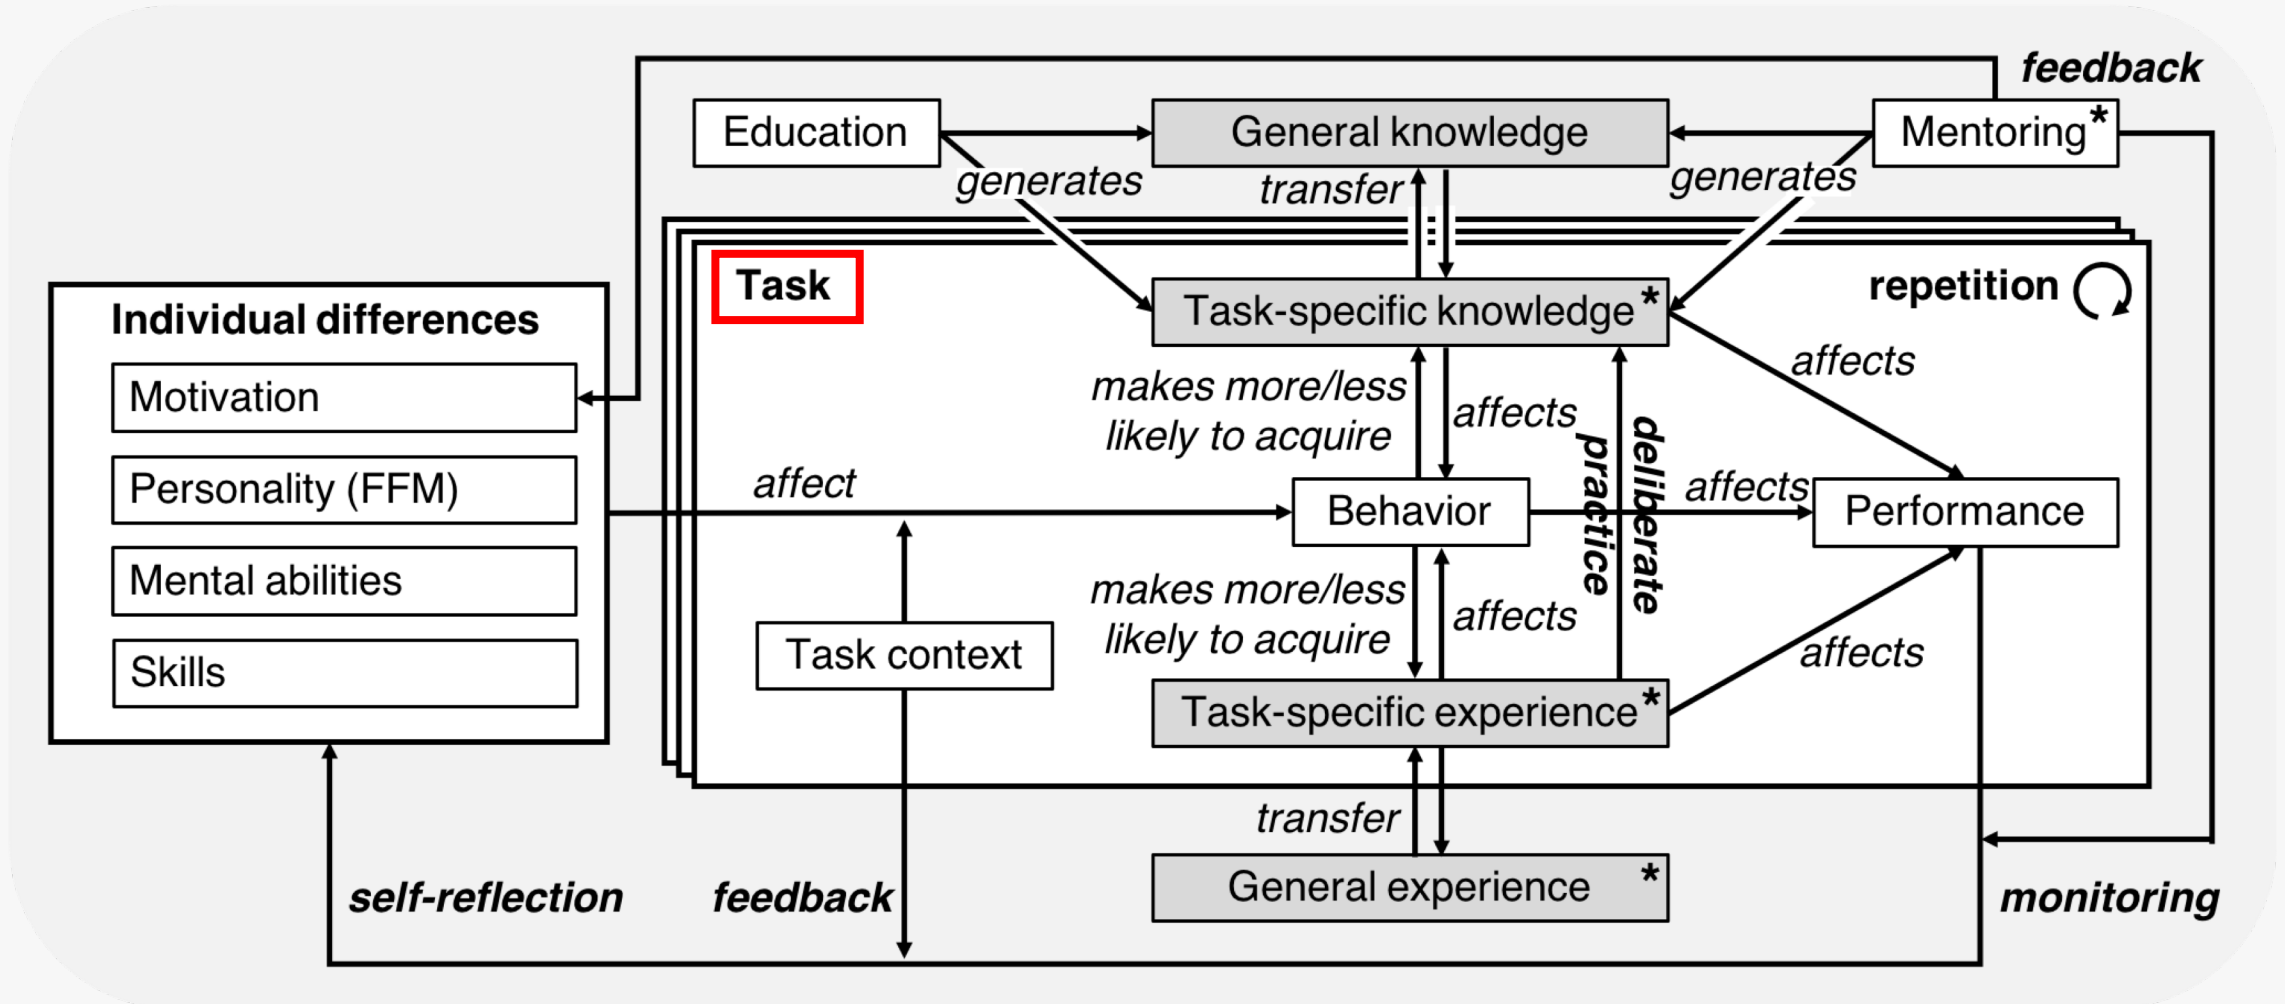 feedback
Education
General knowledge
Mentoring*
generates
transfer
generates
Task
repetition
Individual differences
Task-specific knowledge*
Motivation
makes more/less
likely to acquire
affects
affects
deliberate
practice
Personality (FFM)
affect
Behavior
affects
Performance
Mental abilities
makes more/less
likely to acquire
affects
Task context
affects
Skills
Task-specific experience*
transfer
General experience *
self-reflection
feedback
monitoring